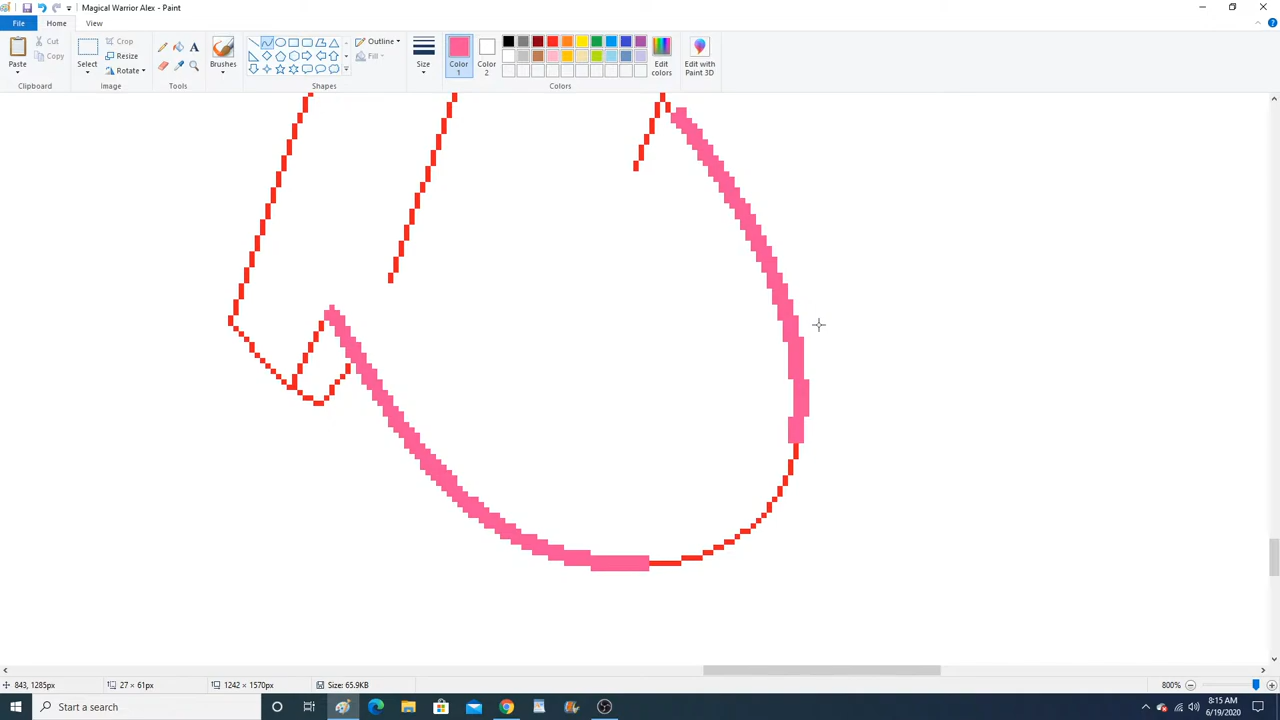 Magical Warrior Alex - Paint
File Home View
Paste
Cut
Copy
Clipboard
Select
Crop
Resize
Rotate
Image
A
Tools
Brushes
Outline
Fill
Shapes
Size
Color 1
Color 2
Colors
Edit colors
Edit with Paint 3D
843, 1285px
27 × 61px
1242 × 1570px
Size: 65.9KB
800%
Start a search
8:15 AM
6/19/2020